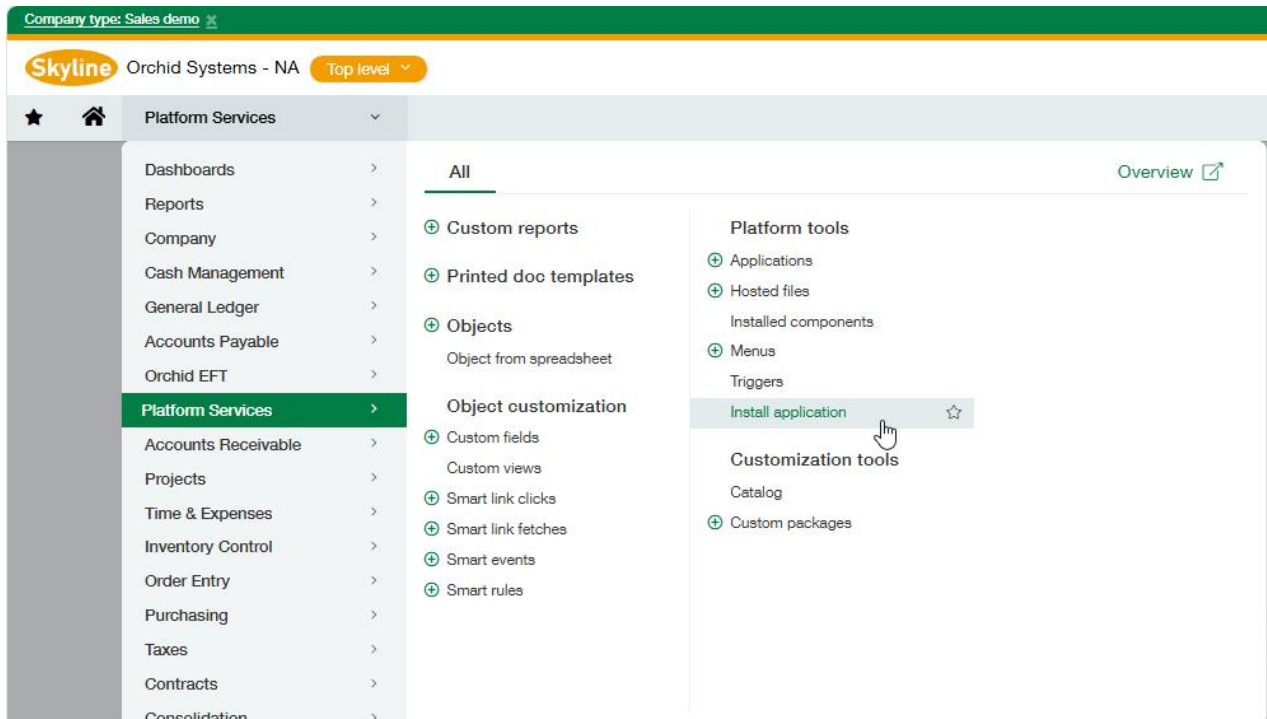 Company type: Sales demo
Skyline Orchid Systems - NA Top level
Platform Services
Dashboards
Reports
Company
Cash Management
General Ledger
Accounts Payable
Orchid EFT
Platform Services
Accounts Receivable
Projects
Time & Expenses
Inventory Control
Order Entry
Purchasing
Taxes
Contracts
Consolidation
All
Overview
Custom reports
Printed doc templates
Objects
Object from spreadsheet
Object customization
Custom fields
Custom views
Smart link clicks
Smart link fetches
Smart events
Smart rules
Platform tools
Applications
Hosted files
Installed components
Menus
Triggers
Install application
Customization tools
Catalog
Custom packages